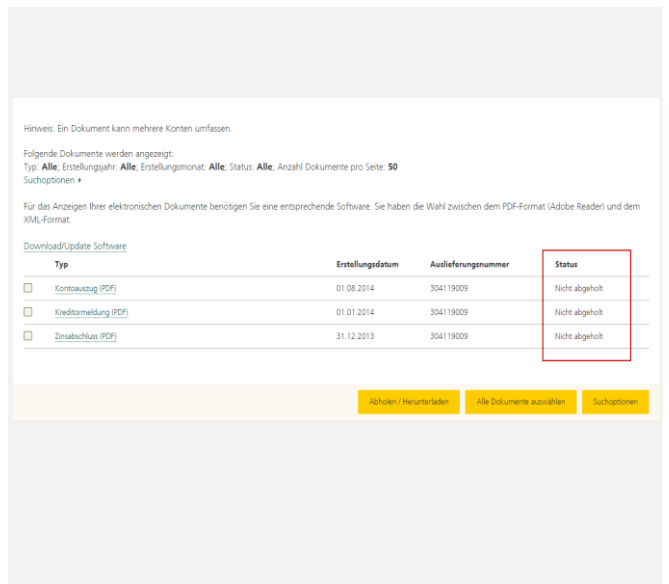 Hinweis: Ein Dokument kann mehrere Konten umfassen.
Folgende Dokumente werden angezeigt:
Typ: Alle; Erstellungsjahr: Alle; Erstellungsmonat: Alle; Status: Alle; Anzahl Dokumente pro Seite: 50
Suchoptionen
Für das Anzeigen Ihrer elektronischen Dokumente benötigen Sie eine entsprechende Software. Sie haben die Wahl zwischen dem PDF-Format (Adobe Reader) und dem
XML-Format.
Download/Update Software
Typ Erstellungsdatum Auslieferungsnummer Status
Kontoauszug (PDF) 01.08.2014 304119009 Nicht abgeholt
Kreditormeldung (PDF) 01.01.2014 304119009 Nicht abgeholt
Zinsabschluss (PDF) 31.12.2013 304119009 Nicht abgeholt
Abholen / Herunterladen Alle Dokumente auswählen Suchoptionen